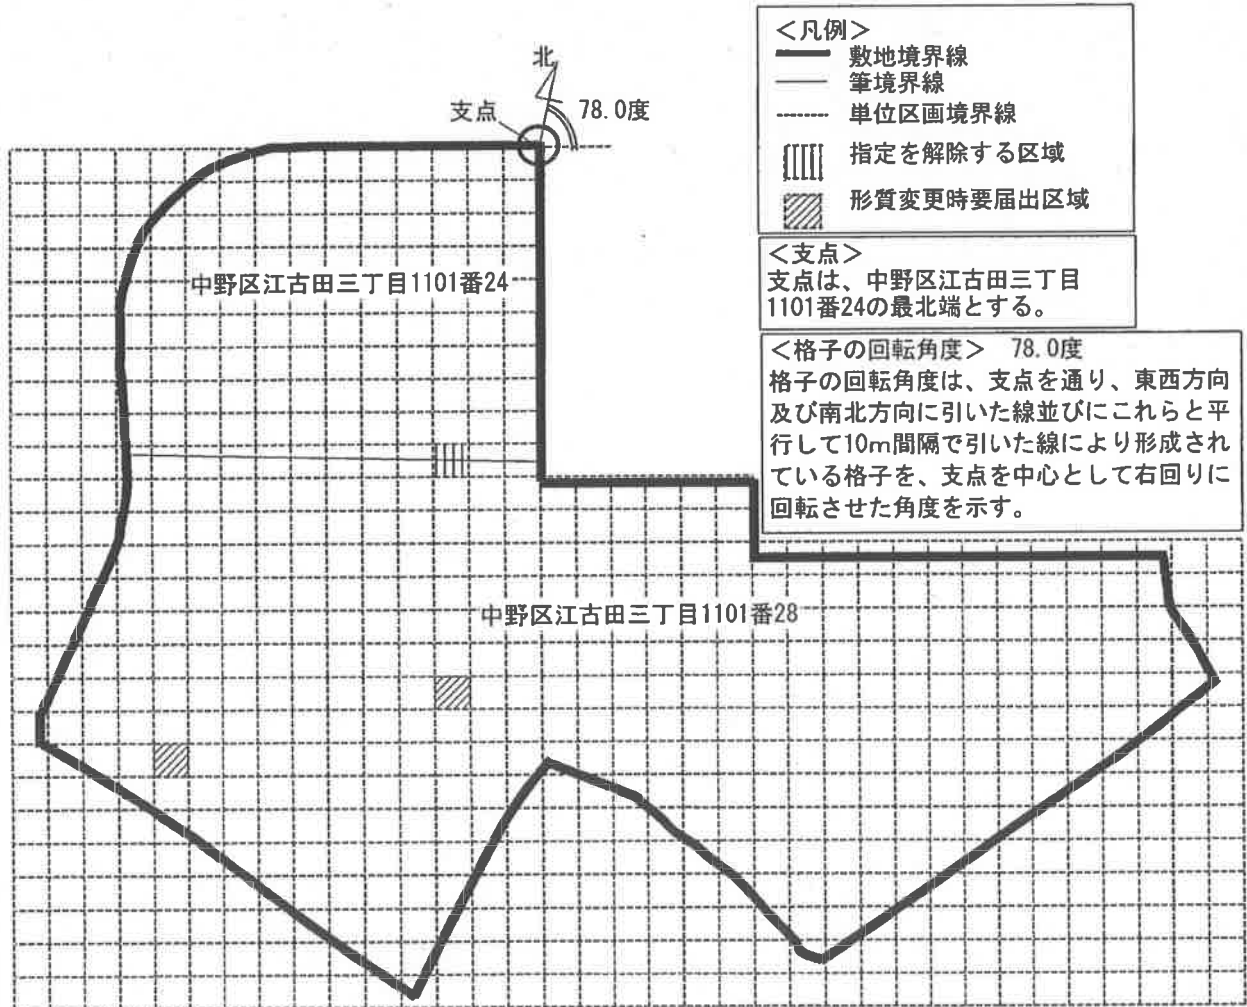 北
支点
78.0度
<凡例>
敷地境界線
筆境界線
単位区画境界線
指定を解除する区域
形質変更時要届出区域
<支点>
支点は、中野区江古田三丁目
1101番24の最北端とする。
<格子の回転角度> 78.0度
格子の回転角度は、支点を通り、東西方向
及び南北方向に引いた線並びにこれらと平
行して10m間隔で引いた線により形成され
ている格子を、支点を中心として右回りに
回転させた角度を示す。
中野区江古田三丁目1101番24
中野区江古田三丁目1101番28